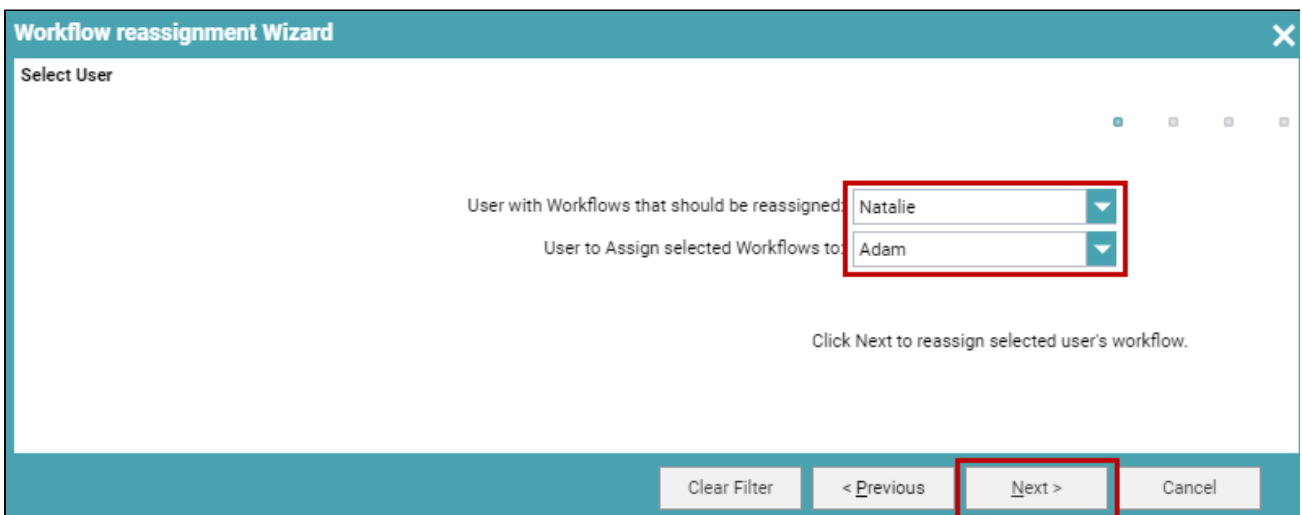 Workflow reassignment Wizard
Select User
User with Workflows that should be reassigned: Natalie
User to Assign selected Workflows to: Adam
Click Next to reassign selected user's workflow.
Clear Filter < Previous Next > Cancel